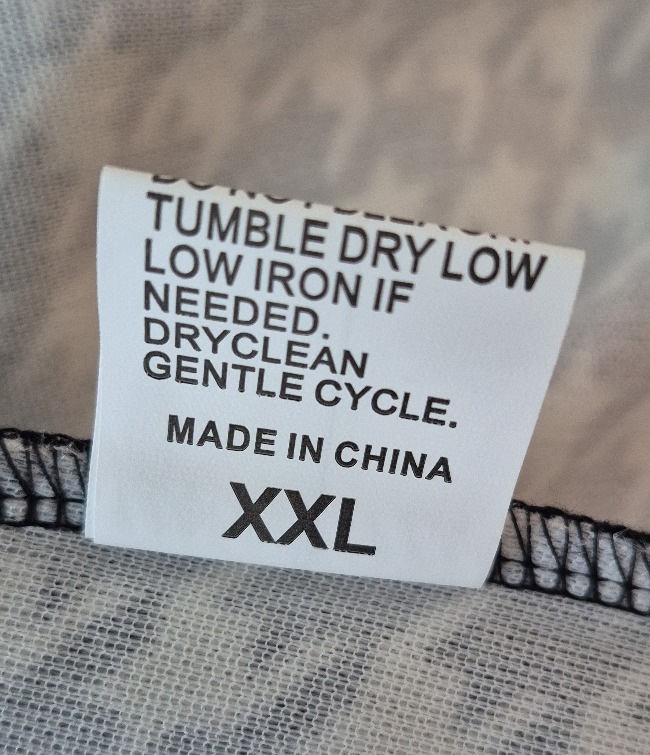 TUMBLE DRY LOW
LOW IRON IF
NEEDED.
DRYCLEAN
GENTLE CYCLE.
MADE IN CHINA
XXL